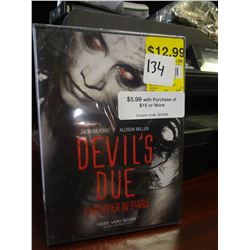 $12.99
134
$5.99 with Purchase of
$15 or More
ZACH GILFORD ALLISON MILLER
DEVIL'S
DUE
"VERY, VERY SCARY"